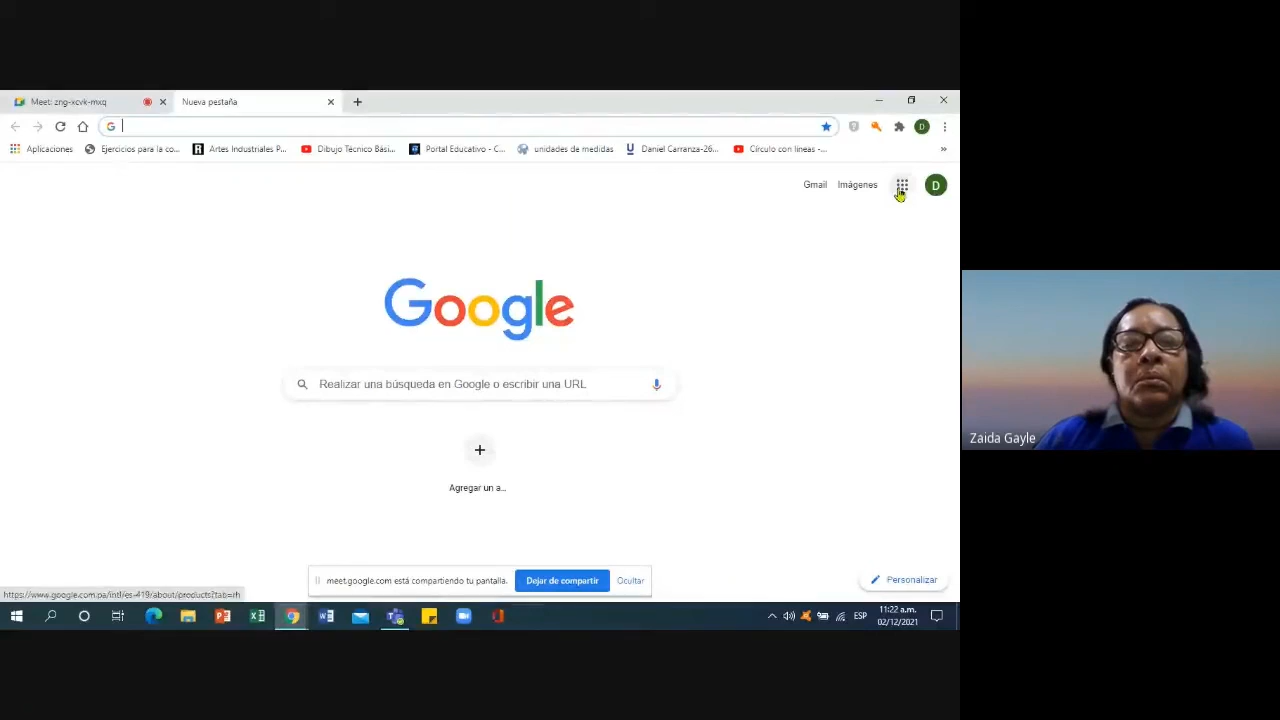 Meet: zng-xcvk-mxq
Nueva pestaña
Aplicaciones
Ejercicios para la co...
Artes Industriales P...
Dibujo Técnico Bási...
Portal Educativo - C...
unidades de medidas
Daniel Carranza-26...
Círculo con lineas -...
»
Gmail
Imágenes
D
Google
Realizar una búsqueda en Google o escribir una URL
Agregar un a...
Zaida Gayle
meet.google.com está compartiendo tu pantalla.
Dejar de compartir
Ocultar
Personalizar
https://www.google.com.pa/intl/es-419/about/products?tab=rh
ESP
11:22 a.m.
02/12/2021